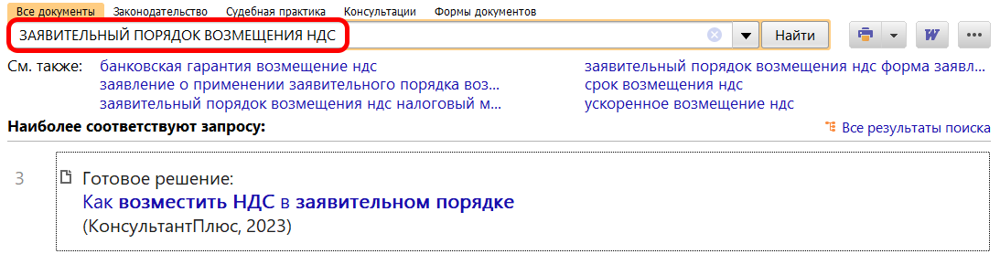 Все документы Законодательство Судебная практика Консультации Формы документов
ЗАЯВИТЕЛЬНЫЙ ПОРЯДОК ВОЗМЕЩЕНИЯ НДС Найти W
См. также: банковская гарантия возмещение ндс заявительный порядок возмещения ндс форма заявл...
заявление о применении заявительного порядка воз... срок возмещения ндс
заявительный порядок возмещения ндс налоговый м... ускоренное возмещение ндс
Наиболее соответствуют запросу: Все результаты поиска
3 Готовое решение:
Как возместить НДС в заявительном порядке
(КонсультантПлюс, 2023)